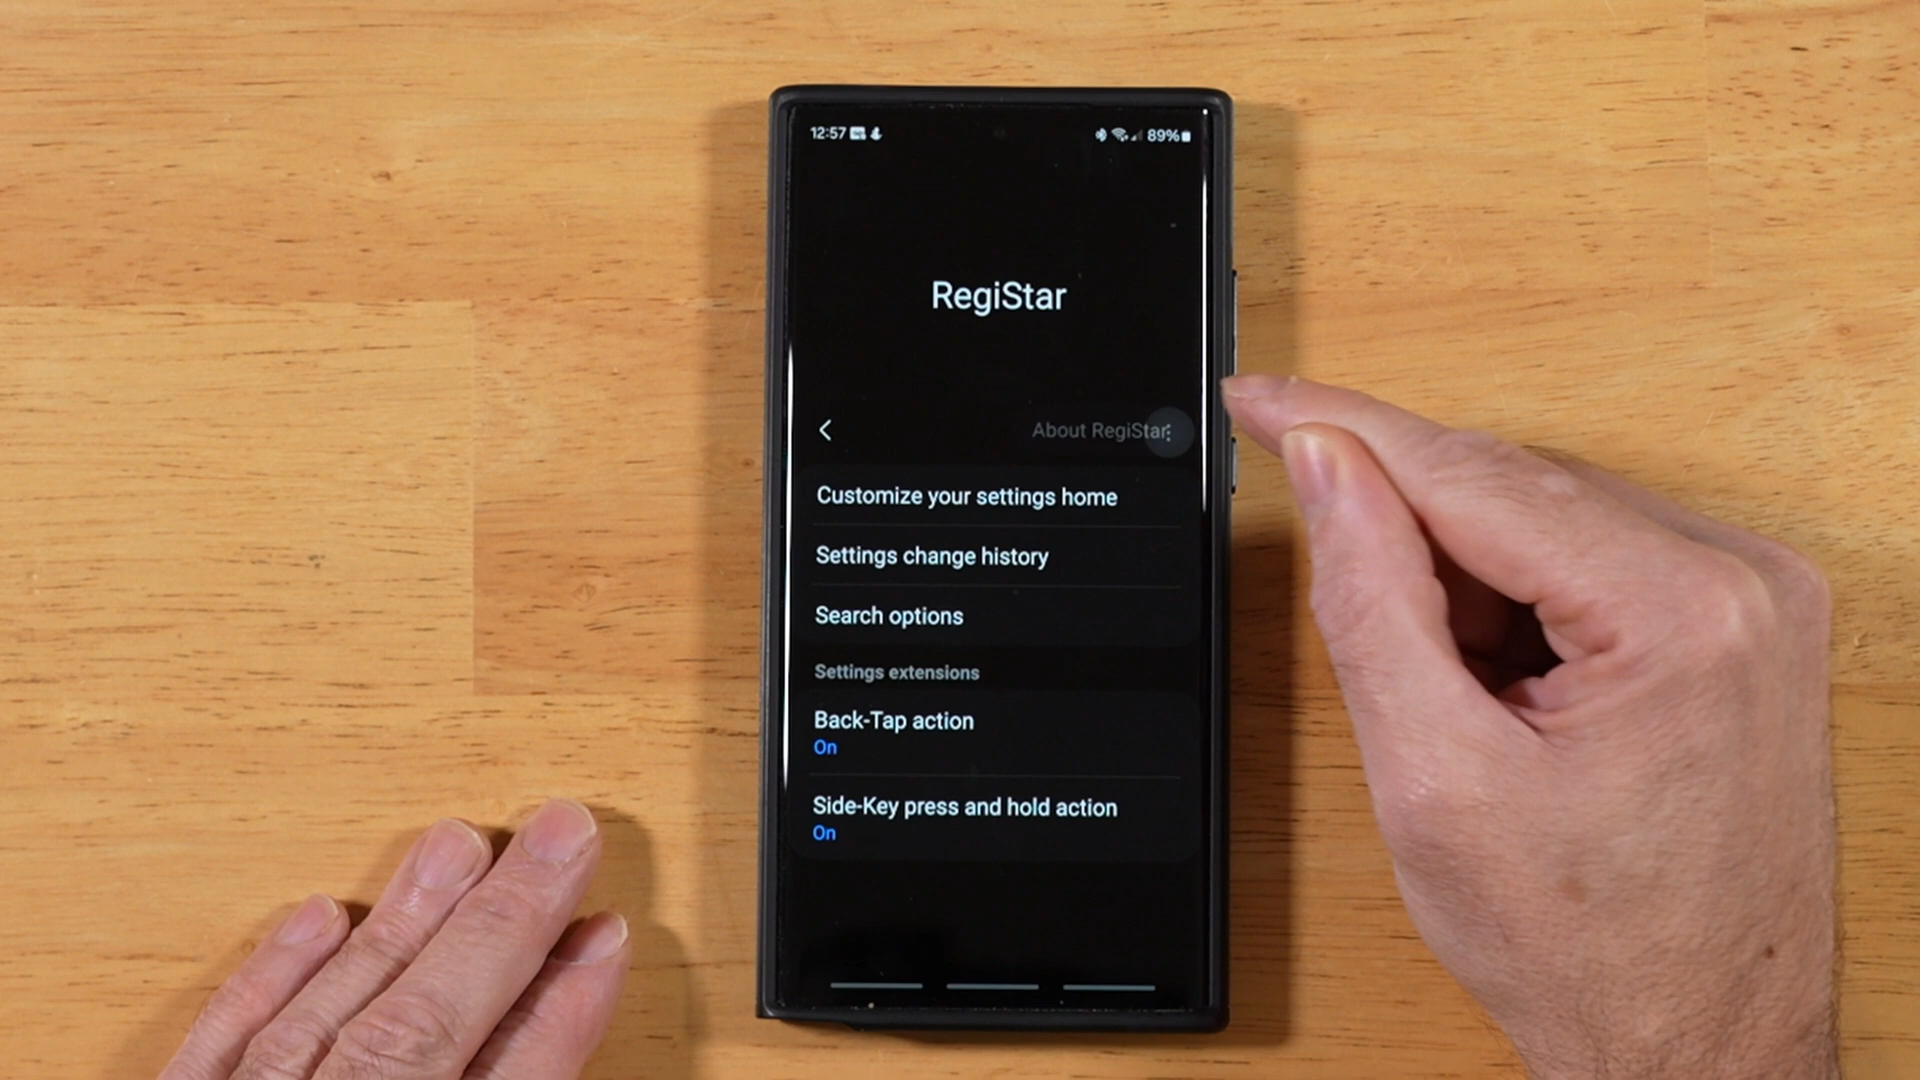 12:57
89%
RegiStar
About RegiStar
Customize your settings home
Settings change history
Search options
Settings extensions
Back-Tap action
On
Side-Key press and hold action
On